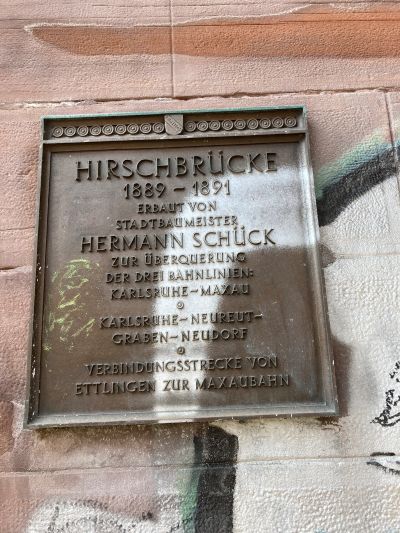 HIRSCHBRÜCKE
1889 – 1891
ERBAUT VON
STADTBAUMEISTER
HERMANN SCHÜCK
ZUR ÜBERQUERUNG
DER DREI BAHNLINIEN:
KARLSRUHE–MAXAU
KARLSRUHE–NEUREUT–
GRABEN–NEUDORF
VERBINDUNGSSTRECKE VON
ETTLINGEN ZUR MAXAUBAHN